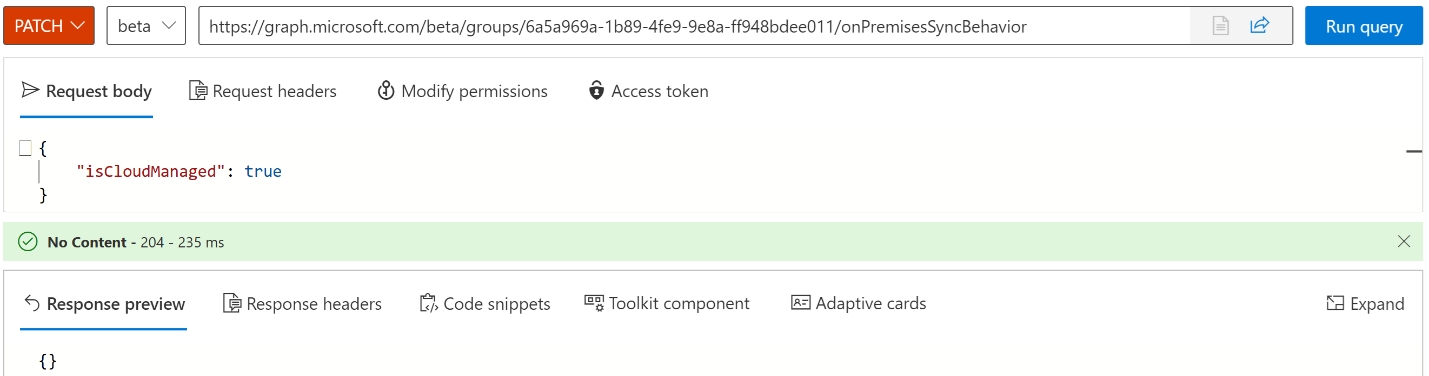 PATCH beta https://graph.microsoft.com/beta/groups/6a5a969a-1b89-4fe9-9e8a-ff948bdee011/onPremisesSyncBehavior Run query
Request body Request headers Modify permissions Access token
{
"isCloudManaged": true
}
No Content - 204 - 235 ms
Response preview Response headers Code snippets Toolkit component Adaptive cards Expand
{}